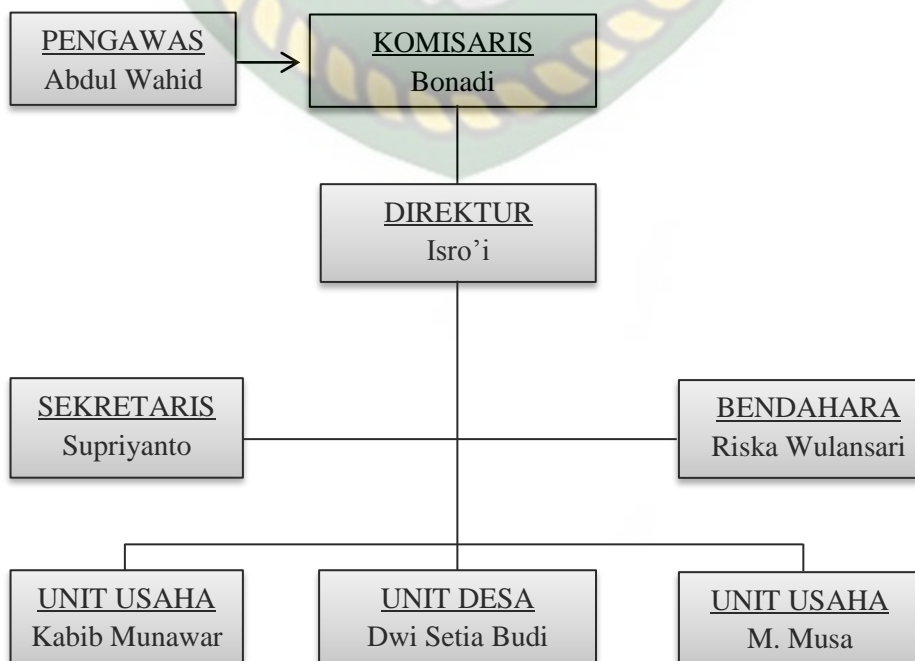 PENGAWAS
Abdul Wahid
KOMISARIS
Bonadi
DIREKTUR
Isro’i
SEKRETARIS
Supriyanto
BENDAHARA
Riska Wulansari
UNIT USAHA
Kabib Munawar
UNIT DESA
Dwi Setia Budi
UNIT USAHA
M. Musa